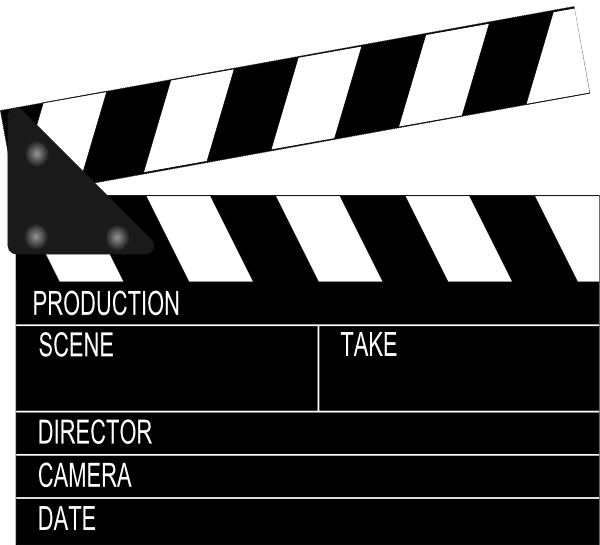 PRODUCTION
SCENE TAKE
DIRECTOR
CAMERA
DATE